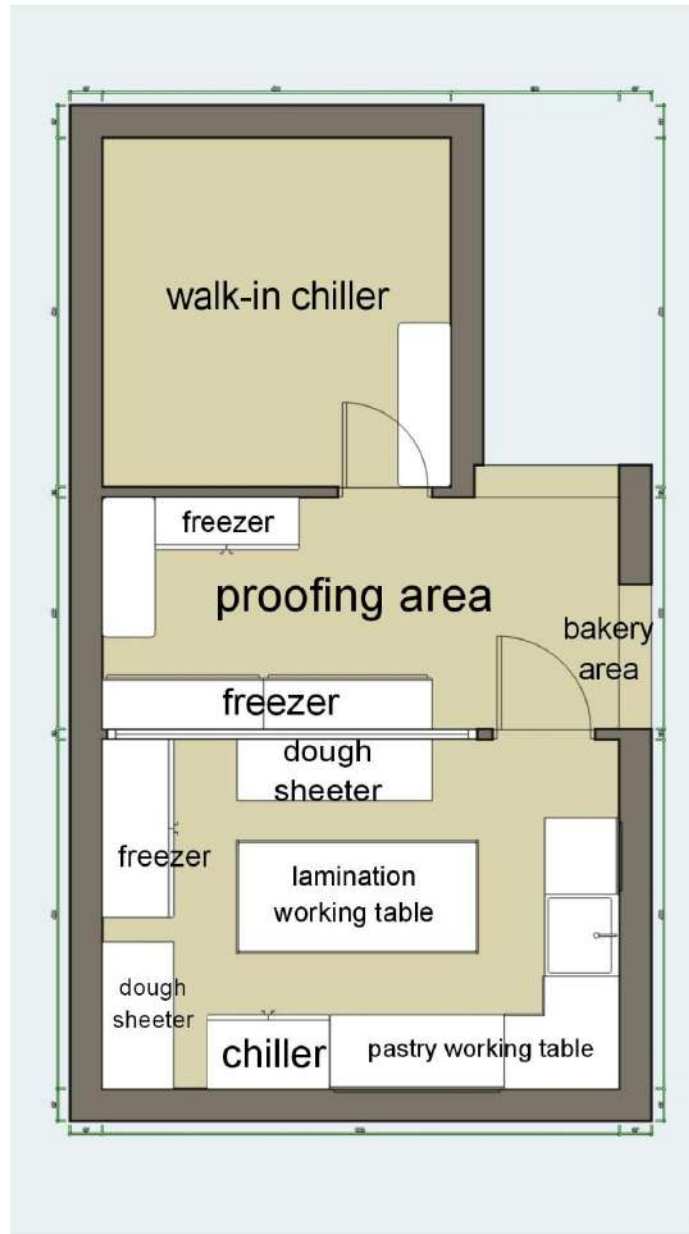 walk-in chiller
freezer
proofing area
bakery
area
freezer
dough
sheeter
freezer
lamination
working table
dough
sheeter
chiller
pastry working table